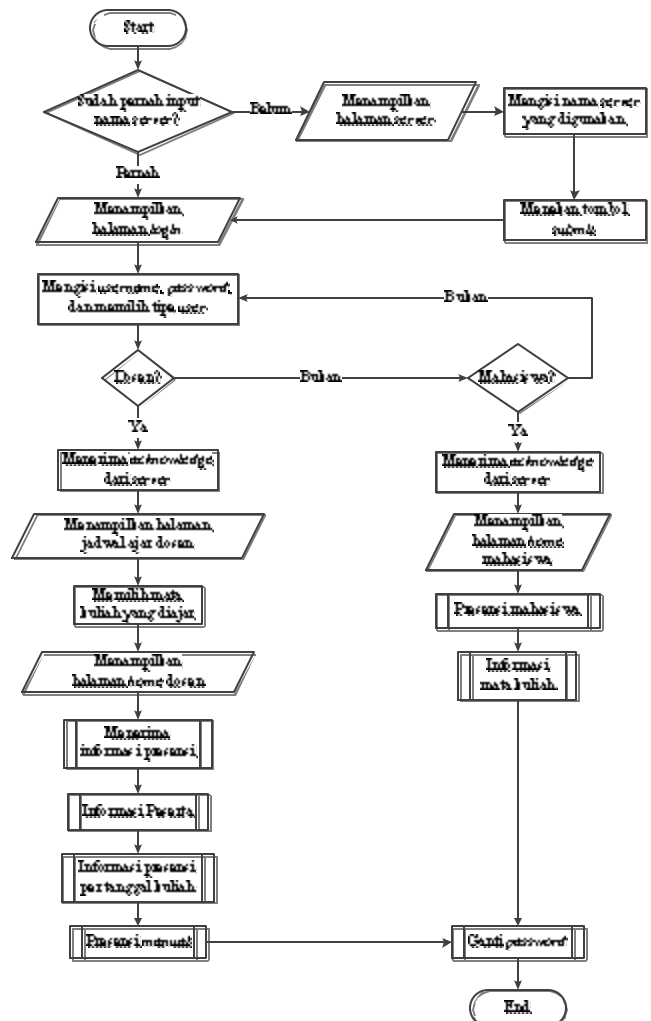 Start
Sudah pernah input
nama server?
Belum
Menampilkan
halaman server
Mengisi nama server
yang digunakan
Pernah
Menampilkan
halaman login
Menekan tombol
submit
Mengisi username, password,
dan memilih tipe user
Bukan
Dosen?
Bukan
Mahasiswa?
Ya
Ya
Menerima acknowledge
dari server
Menerima acknowledge
dari server
Menampilkan halaman
jadwal ajar dosen
Menampilkan
halaman home
mahasiswa
Memilih mata
kuliah yang diajar
Presensi mahasiswa
Menampilkan
halaman home dosen
Informasi
mata kuliah
Menerima
informasi presensi
Informasi Peserta
Informasi presensi
per tanggal kuliah
Presensi manual
Ganti password
End